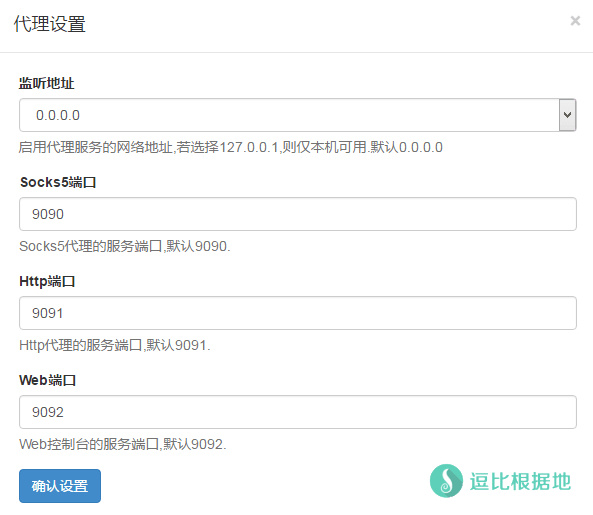 代理设置
×
监听地址
0.0.0.0
启用代理服务的网络地址,若选择127.0.0.1,则仅本机可用.默认0.0.0.0
Socks5端口
9090
Socks5代理的服务端口,默认9090.
Http端口
9091
Http代理的服务端口,默认9091.
Web端口
9092
Web控制台的服务端口,默认9092.
确认设置
逗比根据地